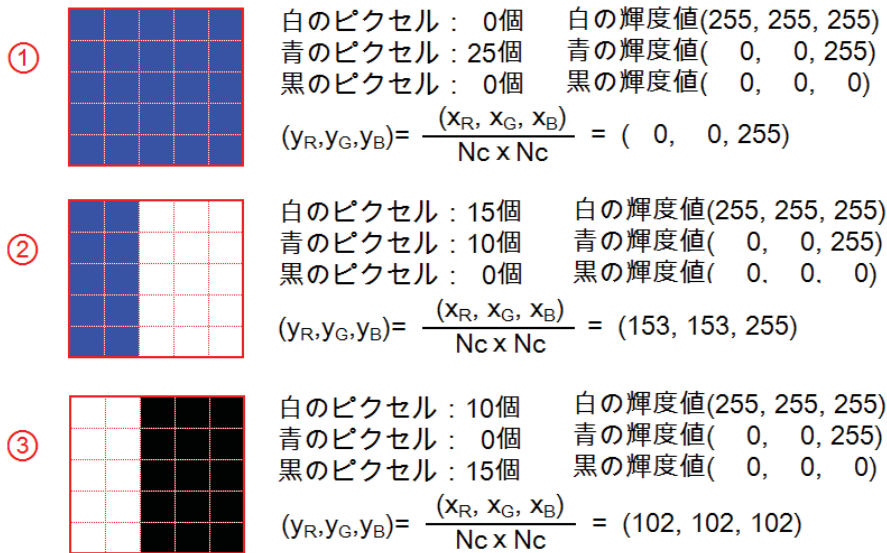 ①
白のピクセル : 0個 白の輝度値(255, 255, 255)
青のピクセル : 25個 青の輝度値( 0, 0, 255)
黒のピクセル : 0個 黒の輝度値( 0, 0, 0)
(yR,yG,yB)= (xR, xG, xB) / Nc x Nc = ( 0, 0, 255)
②
白のピクセル : 15個 白の輝度値(255, 255, 255)
青のピクセル : 10個 青の輝度値( 0, 0, 255)
黒のピクセル : 0個 黒の輝度値( 0, 0, 0)
(yR,yG,yB)= (xR, xG, xB) / Nc x Nc = (153, 153, 255)
③
白のピクセル : 10個 白の輝度値(255, 255, 255)
青のピクセル : 0個 青の輝度値( 0, 0, 255)
黒のピクセル : 15個 黒の輝度値( 0, 0, 0)
(yR,yG,yB)= (xR, xG, xB) / Nc x Nc = (102, 102, 102)